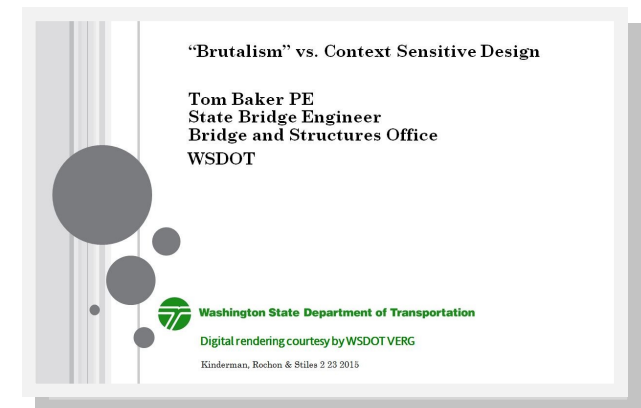 “Brutalism” vs. Context Sensitive Design
Tom Baker PE
State Bridge Engineer
Bridge and Structures Office
WSDOT
Washington State Department of Transportation
Digital rendering courtesy by WSDOT VERG
Kinderman, Rochon & Stiles 2 23 2015